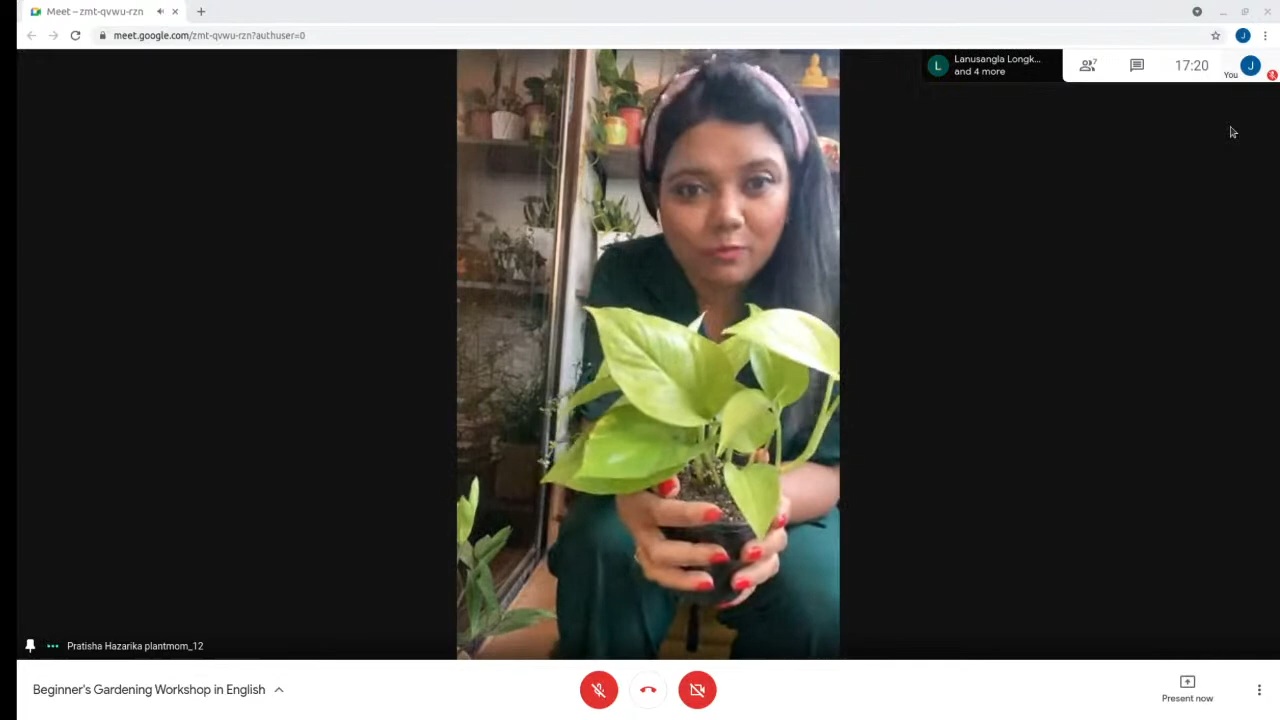 Meet – zmt-qvwu-rzn
meet.google.com/zmt-qvwu-rzn?authuser=0
L
Lanusangla Longk...
and 4 more
7
17:20
You
J
J
Pratisha Hazarika plantmom_12
Beginner's Gardening Workshop in English
Present now